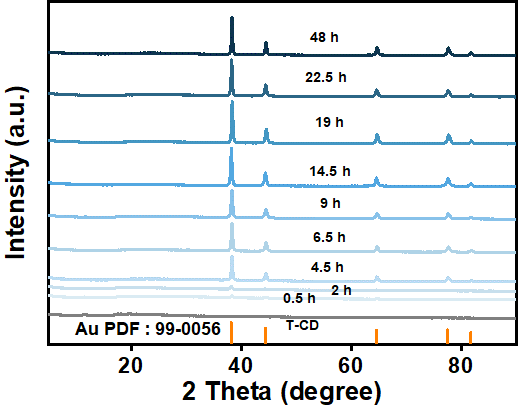 48 h
22.5 h
19 h
14.5 h
9 h
6.5 h
4.5 h
2 h
0.5 h
T-CD
Au PDF : 99-0056
Intensity (a.u.)
20 40 60 80
2 Theta (degree)